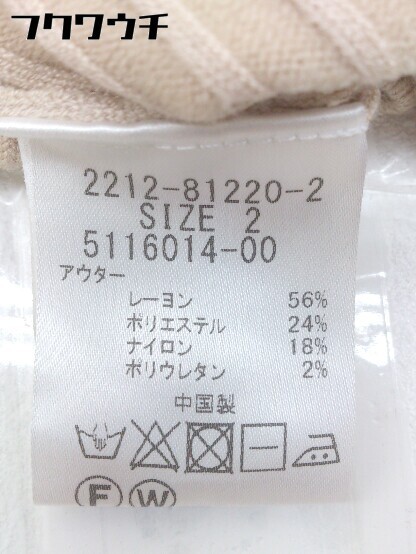 フクワウチ
2212-81220-2
SIZE 2
5116014-00
アウター
レーヨン 56%
ポリエステル 24%
ナイロン 18%
ポリウレタン 2%
中国製
F W